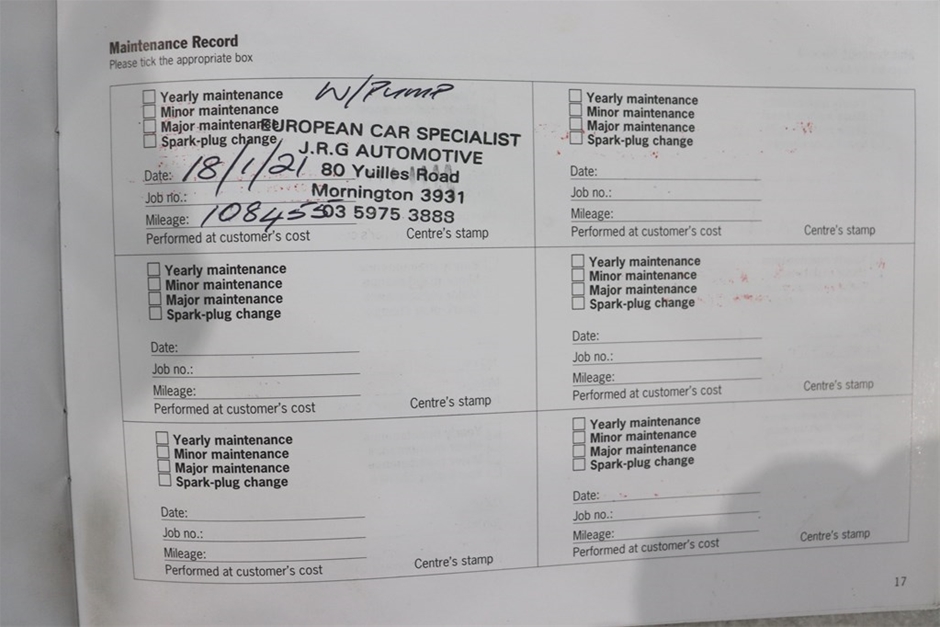 Maintenance Record
Please tick the appropriate box
Yearly maintenance
Minor maintenance
Major maintenance
Spark-plug change
W/Pump
EUROPEAN CAR SPECIALIST
J.R.G AUTOMOTIVE
80 Yuilles Road
Mornington 3931
03 5975 3888
Date: 18/1/21
Job no.:
Mileage: 108455
Performed at customer's cost
Centre's stamp
Yearly maintenance
Minor maintenance
Major maintenance
Spark-plug change
Date:
Job no.:
Mileage:
Performed at customer's cost
Centre's stamp
Yearly maintenance
Minor maintenance
Major maintenance
Spark-plug change
Date:
Job no.:
Mileage:
Performed at customer's cost
Centre's stamp
Yearly maintenance
Minor maintenance
Major maintenance
Spark-plug change
Date:
Job no.:
Mileage:
Performed at customer's cost
Centre's stamp
Yearly maintenance
Minor maintenance
Major maintenance
Spark-plug change
Date:
Job no.:
Mileage:
Performed at customer's cost
Centre's stamp
Yearly maintenance
Minor maintenance
Major maintenance
Spark-plug change
Date:
Job no.:
Mileage:
Performed at customer's cost
Centre's stamp
17